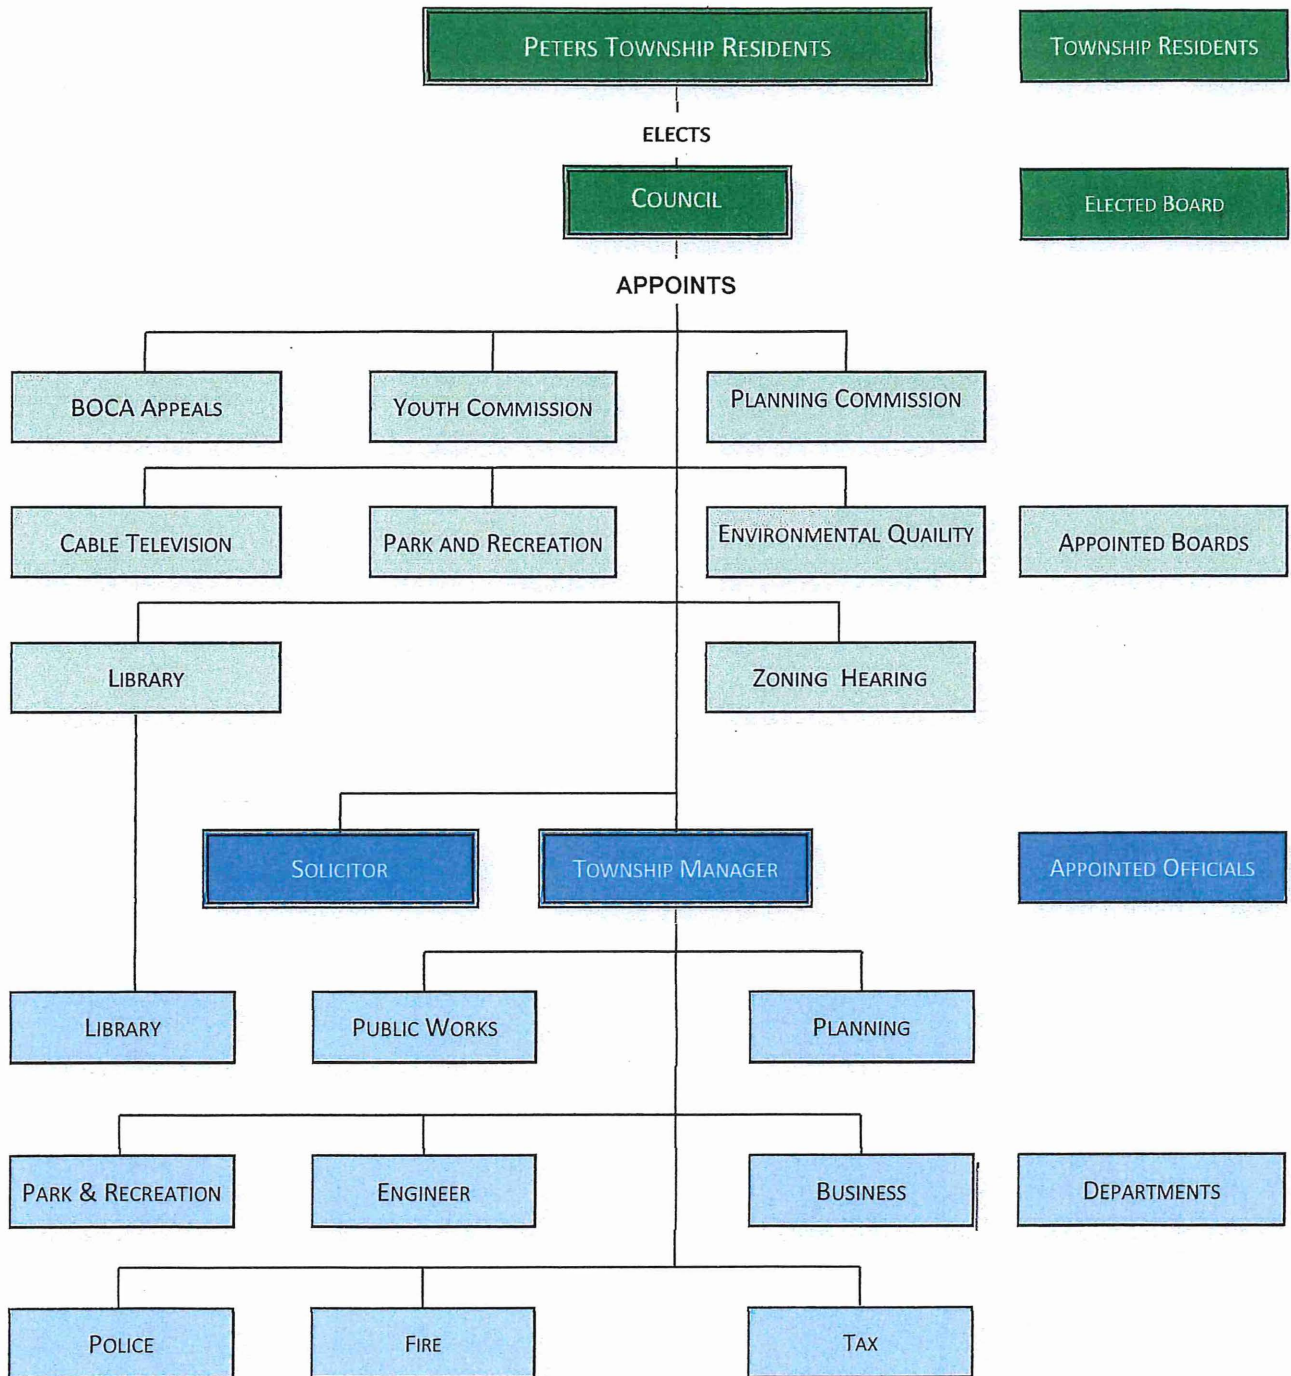 PETERS TOWNSHIP RESIDENTS
TOWNSHIP RESIDENTS
ELECTS
COUNCIL
ELECTED BOARD
APPOINTS
BOCA APPEALS
YOUTH COMMISSION
PLANNING COMMISSION
CABLE TELEVISION
PARK AND RECREATION
ENVIRONMENTAL QUAILITY
APPOINTED BOARDS
LIBRARY
ZONING HEARING
SOLICITOR
TOWNSHIP MANAGER
APPOINTED OFFICIALS
LIBRARY
PUBLIC WORKS
PLANNING
PARK & RECREATION
ENGINEER
BUSINESS
DEPARTMENTS
POLICE
FIRE
TAX